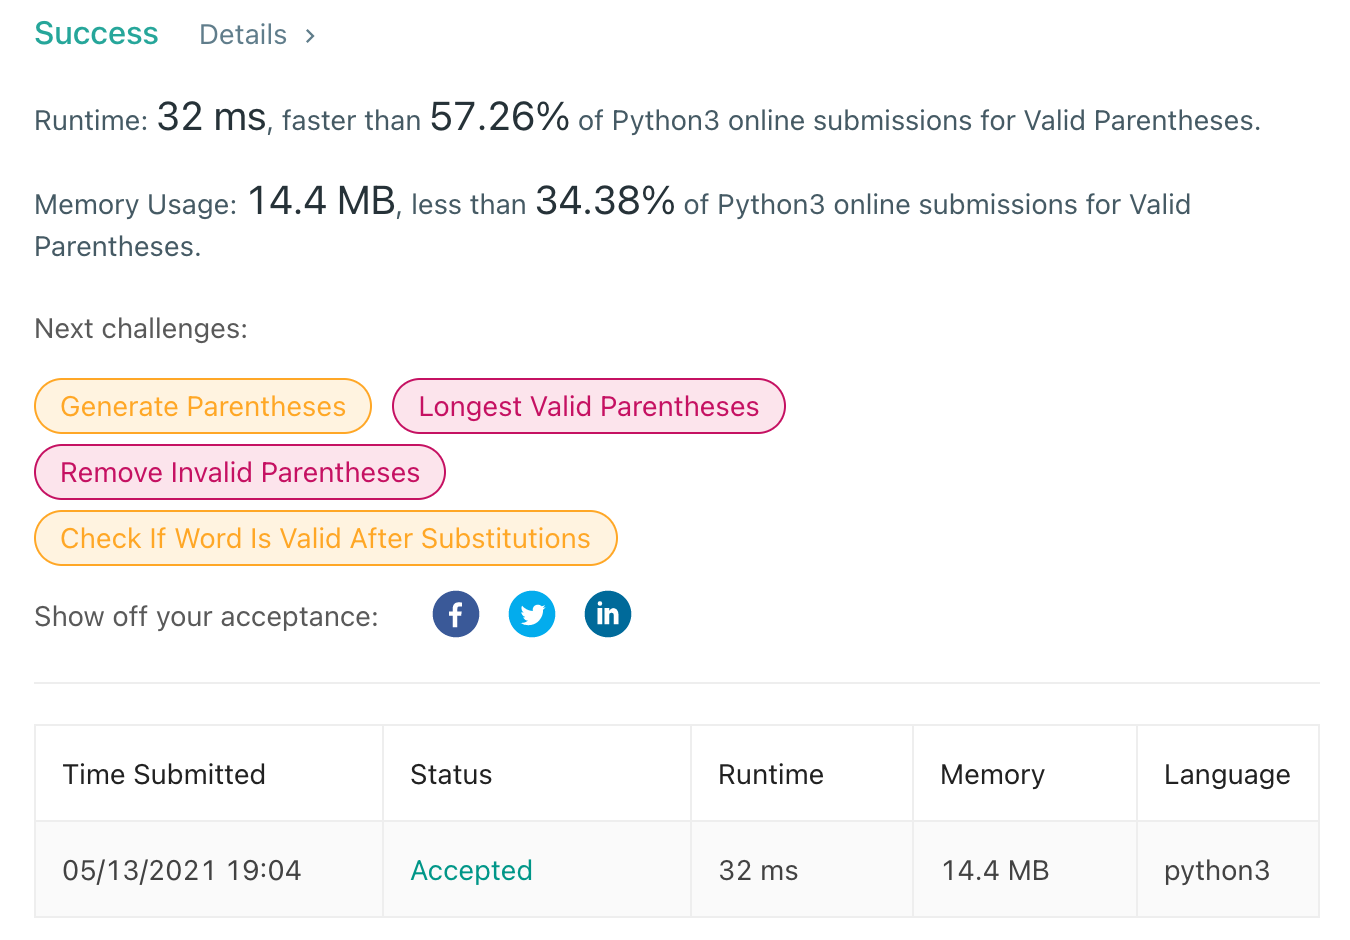 Success Details >
Runtime: 32 ms, faster than 57.26% of Python3 online submissions for Valid Parentheses.
Memory Usage: 14.4 MB, less than 34.38% of Python3 online submissions for Valid
Parentheses.
Next challenges:
Generate Parentheses Longest Valid Parentheses
Remove Invalid Parentheses
Check If Word Is Valid After Substitutions
Show off your acceptance: f in
Time Submitted Status Runtime Memory Language
05/13/2021 19:04 Accepted 32 ms 14.4 MB python3